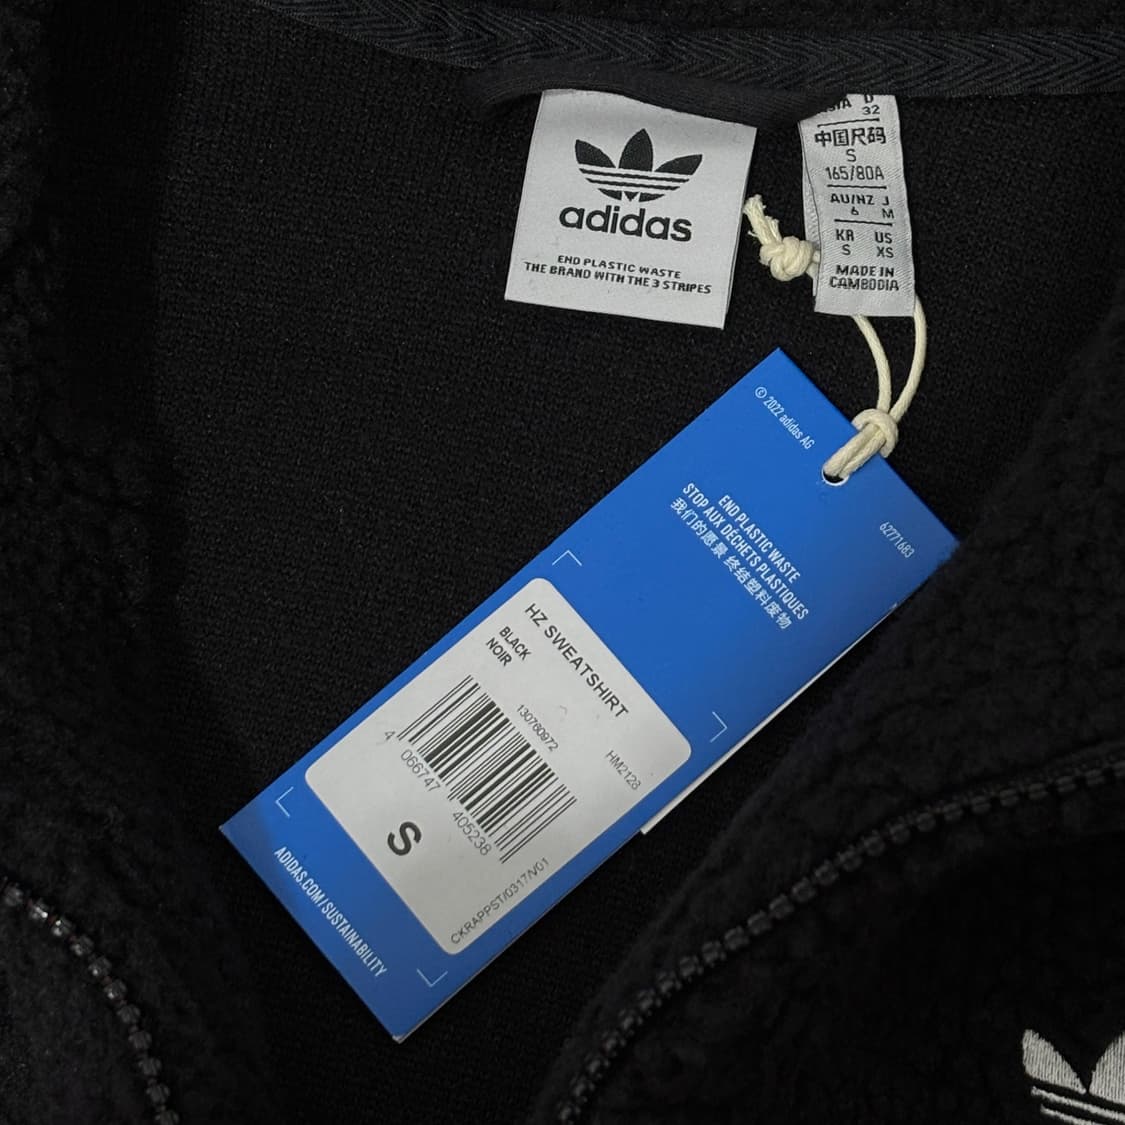 adidas
END PLASTIC WASTE
THE BRAND WITH THE 3 STRIPES
D
32
中国尺码
S
165/80A
AU/NZ J
6 M
KR US
S XS
MADE IN
CAMBODIA
© 2022 adidas AG
62771683
END PLASTIC WASTE
STOP AUX DÉCHETS PLASTIQUES
我们的愿景 终结塑料废物
HZ SWEATSHIRT
BLACK
NOIR
130760972
HM2128
4 066747 405238
S
CKRAPPST/0317/V01
ADIDAS.COM/SUSTAINABILITY